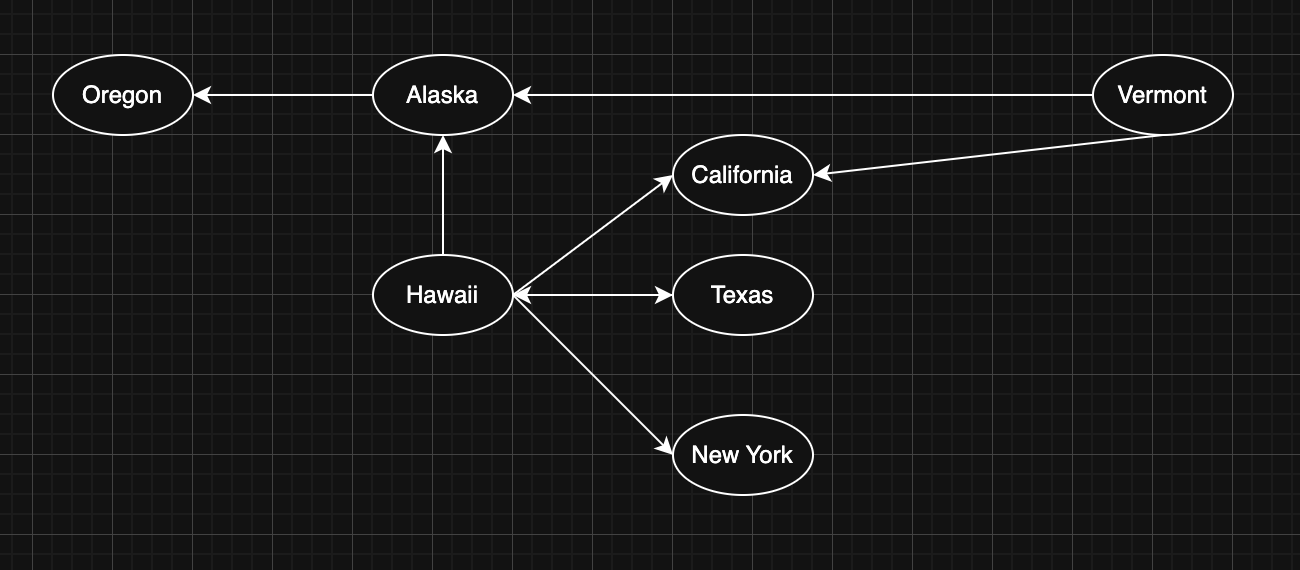 Oregon
Alaska
Vermont
California
Hawaii
Texas
New York